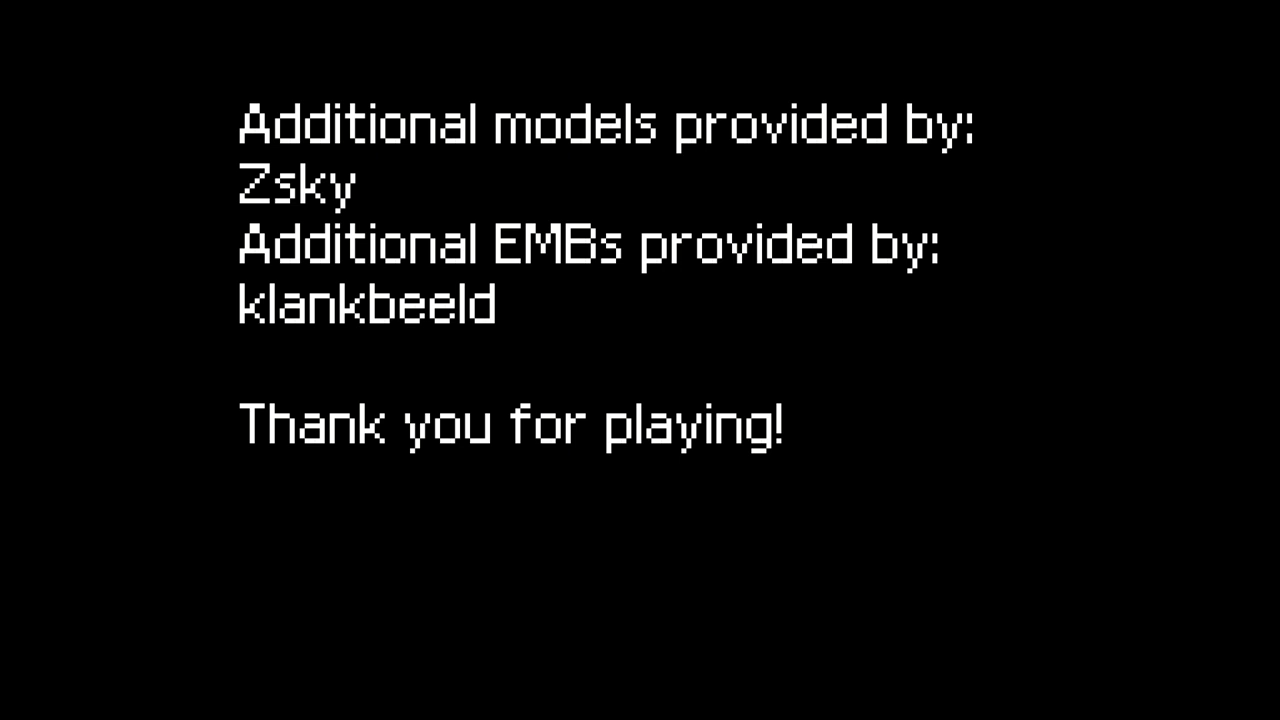 Additional models provided by:
Zsky
Additional EMBs provided by:
klankbeeld
Thank you for playing!